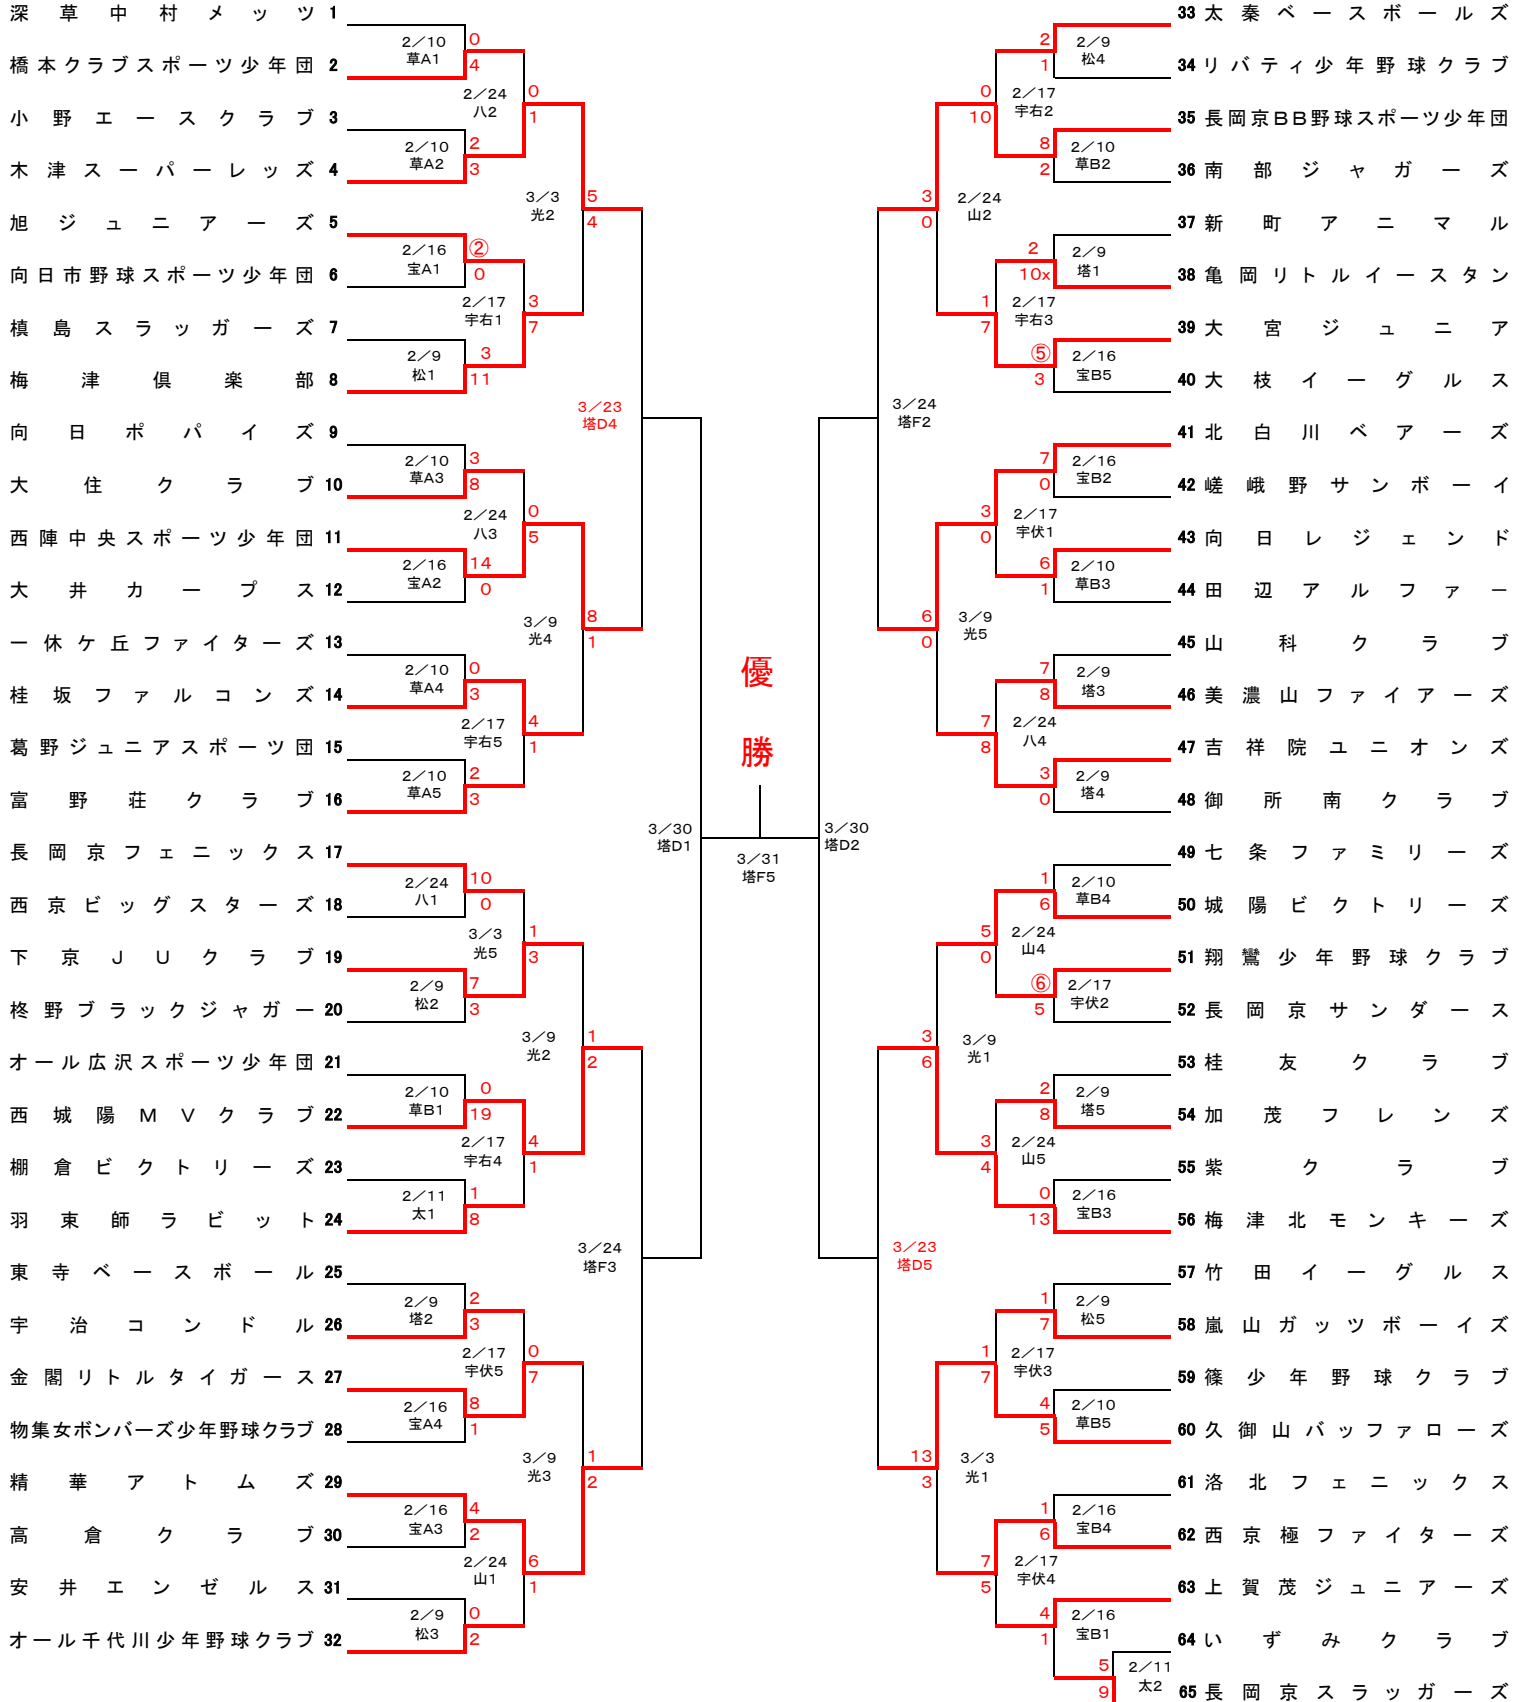 深草中村メッツ 1
2／10
草A1
0
4
橋本クラブスポーツ少年団 2
2／24
八2
0
1
小野エースクラブ 3
2／10
草A2
2
3
木津スーパーレッズ 4
3／3
光2
5
4
旭ジュニアーズ 5
2／16
宝A1
②
0
向日市野球スポーツ少年団 6
2／17
宇右1
3
7
槙島スラッガーズ 7
2／9
松1
3
11
梅津倶楽部 8
3／23
塔D4
向日ポパイズ 9
2／10
草A3
3
8
大住クラブ 10
2／24
八3
0
5
西陣中央スポーツ少年団 11
2／16
宝A2
14
0
大井カープス 12
3／9
光4
8
1
一休ケ丘ファイターズ 13
2／10
草A4
0
3
桂坂ファルコンズ 14
2／17
宇右5
4
1
葛野ジュニアスポーツ団 15
2／10
草A5
2
3
富野荘クラブ 16
3／30
塔D1
長岡京フェニックス 17
2／24
八1
10
0
西京ビッグスターズ 18
3／3
光5
1
3
下京JUクラブ 19
2／9
松2
7
3
柊野ブラックジャガー 20
3／9
光2
1
2
オール広沢スポーツ少年団 21
2／10
草B1
0
19
西城陽MVクラブ 22
2／17
宇右4
4
1
棚倉ビクトリーズ 23
2／11
太1
1
8
羽束師ラビット 24
3／24
塔F3
東寺ベースボール 25
2／9
塔2
2
3
宇治コンドル 26
2／17
宇伏5
0
7
金閣リトルタイガース 27
2／16
宝A4
8
1
物集女ボンバーズ少年野球クラブ 28
3／9
光3
1
2
精華アトムズ 29
2／16
宝A3
4
2
高倉クラブ 30
2／24
山1
6
1
安井エンゼルス 31
2／9
松3
0
2
オール千代川少年野球クラブ 32
優
勝
3／31
塔F5
33 太秦ベースボールズ
2
1
2／9
松4
34 リバティ少年野球クラブ
0
10
2／17
宇右2
35 長岡京BB野球スポーツ少年団
8
2
2／10
草B2
36 南部ジャガーズ
3
0
2／24
山2
37 新町アニマル
2
10x
2／9
塔1
38 亀岡リトルイースタン
1
7
2／17
宇右3
39 大宮ジュニア
⑤
3
2／16
宝B5
40 大枝イーグルス
3／24
塔F2
41 北白川ベアーズ
7
0
2／16
宝B2
42 嵯峨野サンボーイ
3
0
2／17
宇伏1
43 向日レジェンド
6
1
2／10
草B3
44 田辺アルファー
6
0
3／9
光5
45 山科クラブ
7
8
2／9
塔3
46 美濃山ファイアーズ
7
8
2／24
八4
47 吉祥院ユニオンズ
3
0
2／9
塔4
48 御所南クラブ
3／30
塔D2
49 七条ファミリーズ
1
6
2／10
草B4
50 城陽ビクトリーズ
5
0
2／24
山4
51 翔鸞少年野球クラブ
⑥
5
2／17
宇伏2
52 長岡京サンダース
3
6
3／9
光1
53 桂友クラブ
2
8
2／9
塔5
54 加茂フレンズ
3
4
2／24
山5
55 紫クラブ
0
13
2／16
宝B3
56 梅津北モンキーズ
3／23
塔D5
57 竹田イーグルス
1
7
2／9
松5
58 嵐山ガッツボーイズ
1
7
2／17
宇伏3
59 篠少年野球クラブ
4
5
2／10
草B5
60 久御山バッファローズ
13
3
3／3
光1
61 洛北フェニックス
1
6
2／16
宝B4
62 西京極ファイターズ
7
5
2／17
宇伏4
63 上賀茂ジュニアーズ
4
1
2／16
宝B1
64 いずみクラブ
5
9
2／11
太2
65 長岡京スラッガーズ